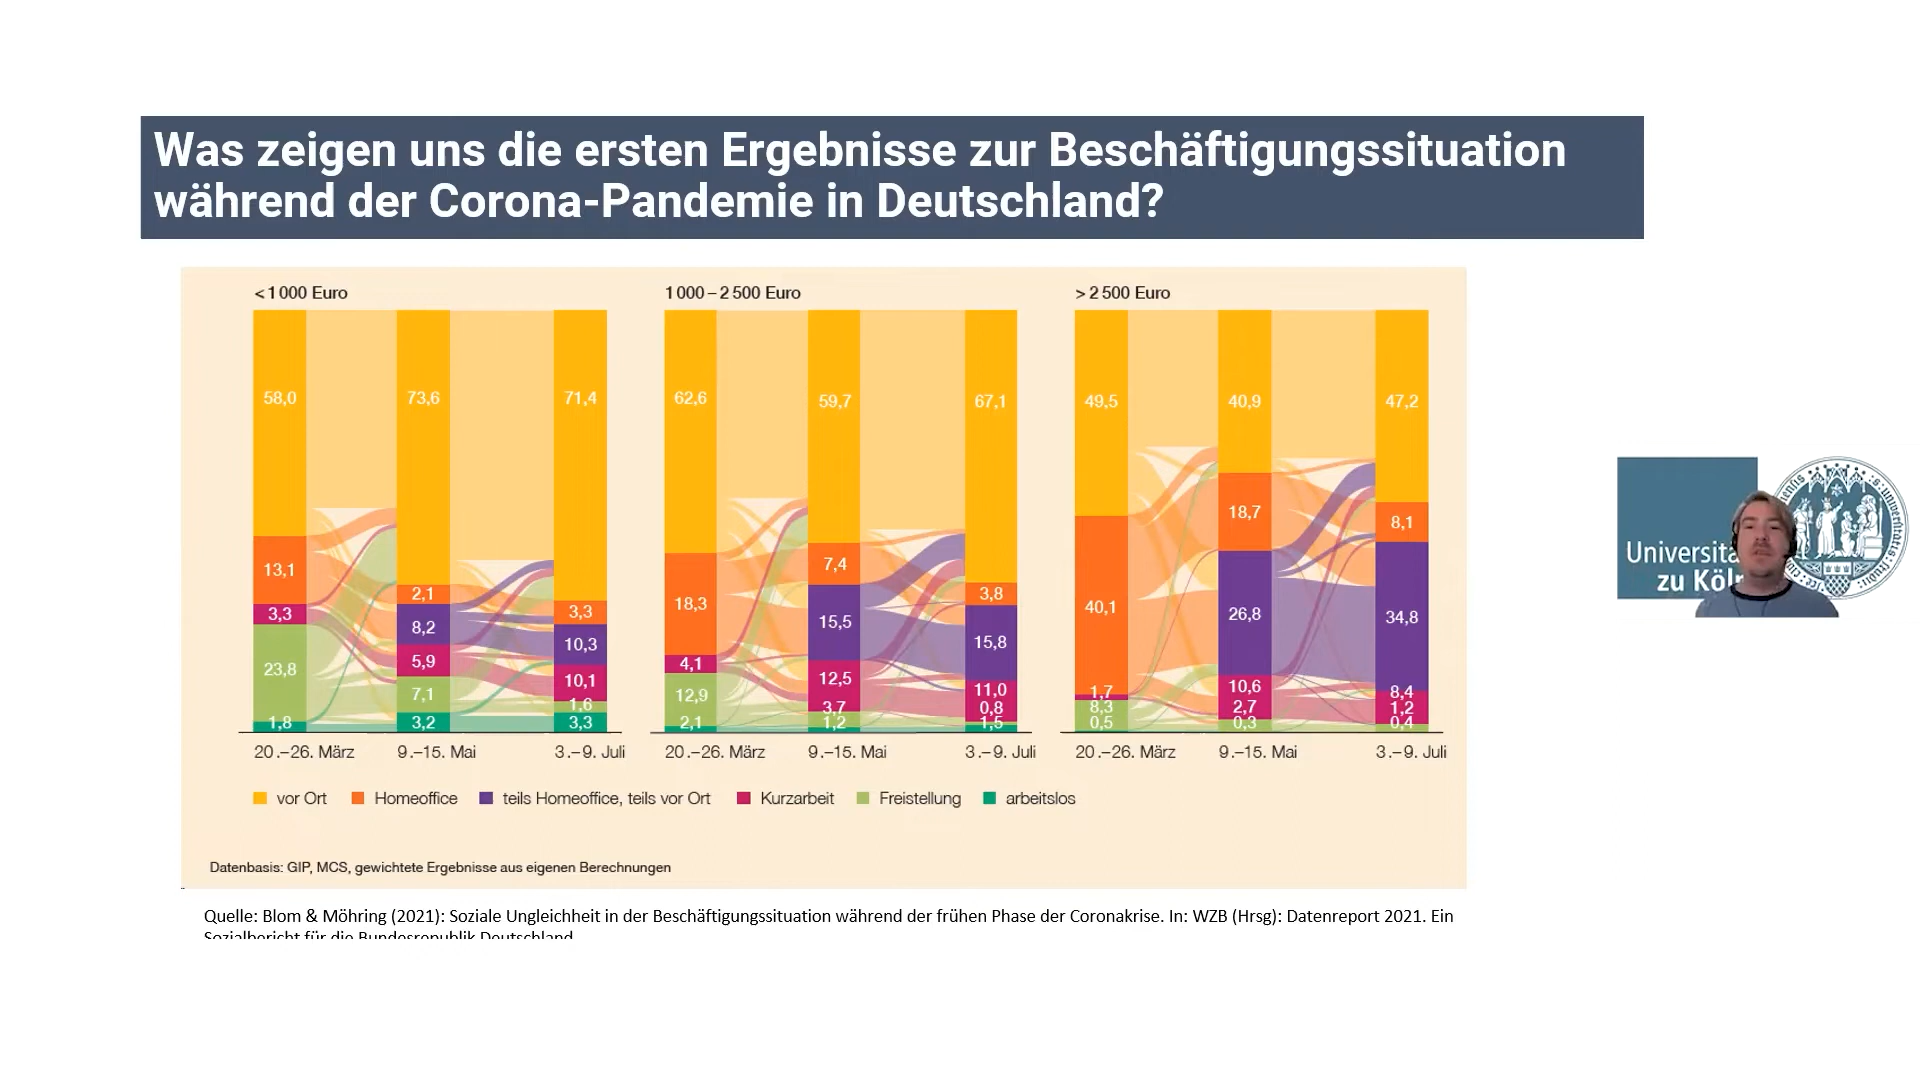 Was zeigen uns die ersten Ergebnisse zur Beschäftigungssituation
während der Corona-Pandemie in Deutschland?
< 1 000 Euro
58,0
73,6
71,4
13,1
2,1
3,3
3,3
8,2
10,3
23,8
5,9
10,1
7,1
1,6
1,8
3,2
3,3
20.–26. März
9.–15. Mai
3.–9. Juli
1 000 – 2 500 Euro
62,6
59,7
67,1
18,3
7,4
3,8
4,1
15,5
15,8
12,9
12,5
11,0
3,7
0,8
2,1
1,2
1,5
20.–26. März
9.–15. Mai
3.–9. Juli
> 2 500 Euro
49,5
40,9
47,2
40,1
18,7
8,1
1,7
26,8
34,8
8,3
10,6
8,4
2,7
1,2
0,5
0,3
0,4
20.–26. März
9.–15. Mai
3.–9. Juli
vor Ort Homeoffice teils Homeoffice, teils vor Ort Kurzarbeit Freistellung arbeitslos
Datenbasis: GIP, MCS, gewichtete Ergebnisse aus eigenen Berechnungen
Quelle: Blom & Möhring (2021): Soziale Ungleichheit in der Beschäftigungssituation während der frühen Phase der Coronakrise. In: WZB (Hrsg): Datenreport 2021. Ein
Sozialbericht für die Bundesrepublik Deutschland
Universita
zu Köl